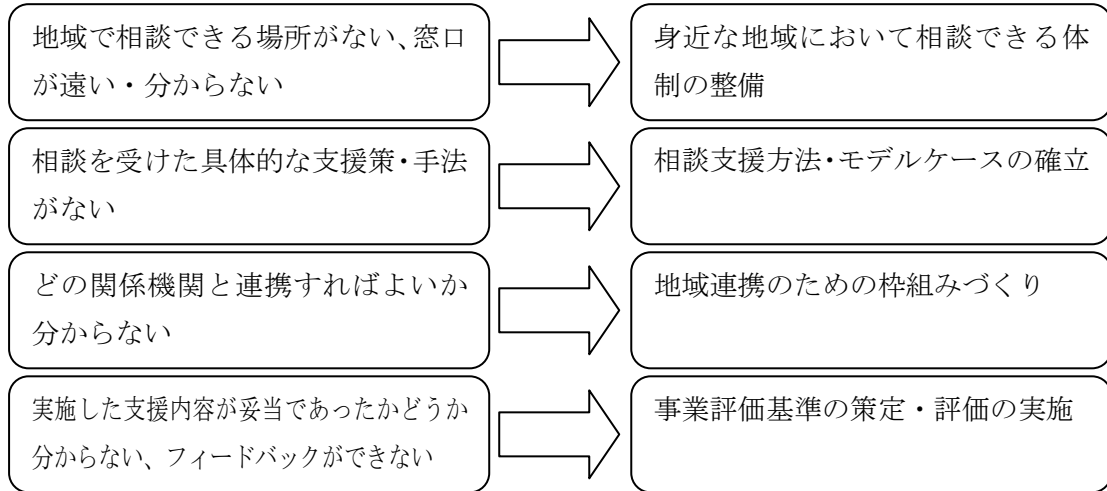 地域で相談できる場所がない、窓口
が遠い・分からない
身近な地域において相談できる体
制の整備
相談を受けた具体的な支援策・手法
がない
相談支援方法・モデルケースの確立
どの関係機関と連携すればよいか
分からない
地域連携のための枠組みづくり
実施した支援内容が妥当であったかどうか
分からない、フィードバックができない
事業評価基準の策定・評価の実施